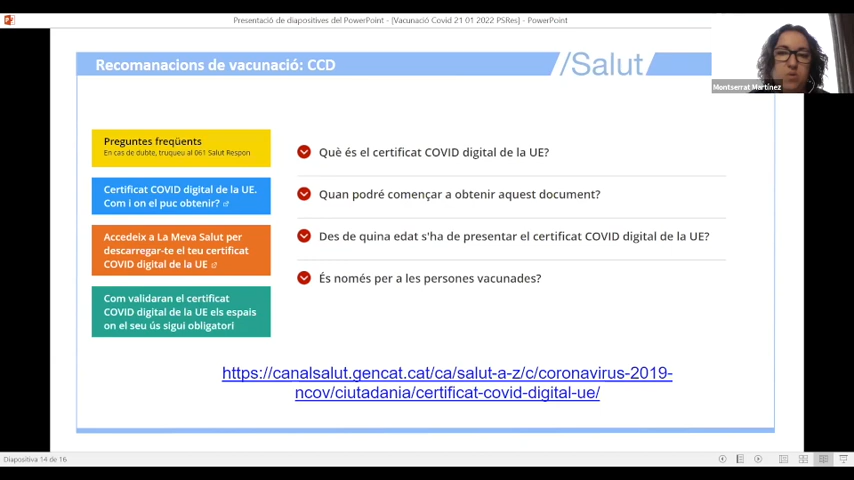 Presentació de diapositives del PowerPoint - [Vacunació Covid 21 01 2022 PSRes] - PowerPoint
Recomanacions de vacunació: CCD
/Salut
Montserrat Martínez
Preguntes freqüents
En cas de dubte, truqueu al 061 Salut Respon
Certificat COVID digital de la UE.
Com i on el puc obtenir?
Accedeix a La Meva Salut per
descarregar-te el teu certificat
COVID digital de la UE
Com validaran el certificat
COVID digital de la UE els espais
on el seu ús sigui obligatori
Què és el certificat COVID digital de la UE?
Quan podré començar a obtenir aquest document?
Des de quina edat s'ha de presentar el certificat COVID digital de la UE?
És només per a les persones vacunades?
https://canalsalut.gencat.cat/ca/salut-a-z/c/coronavirus-2019-
ncov/ciutadania/certificat-covid-digital-ue/
Diapositiva 14 de 16